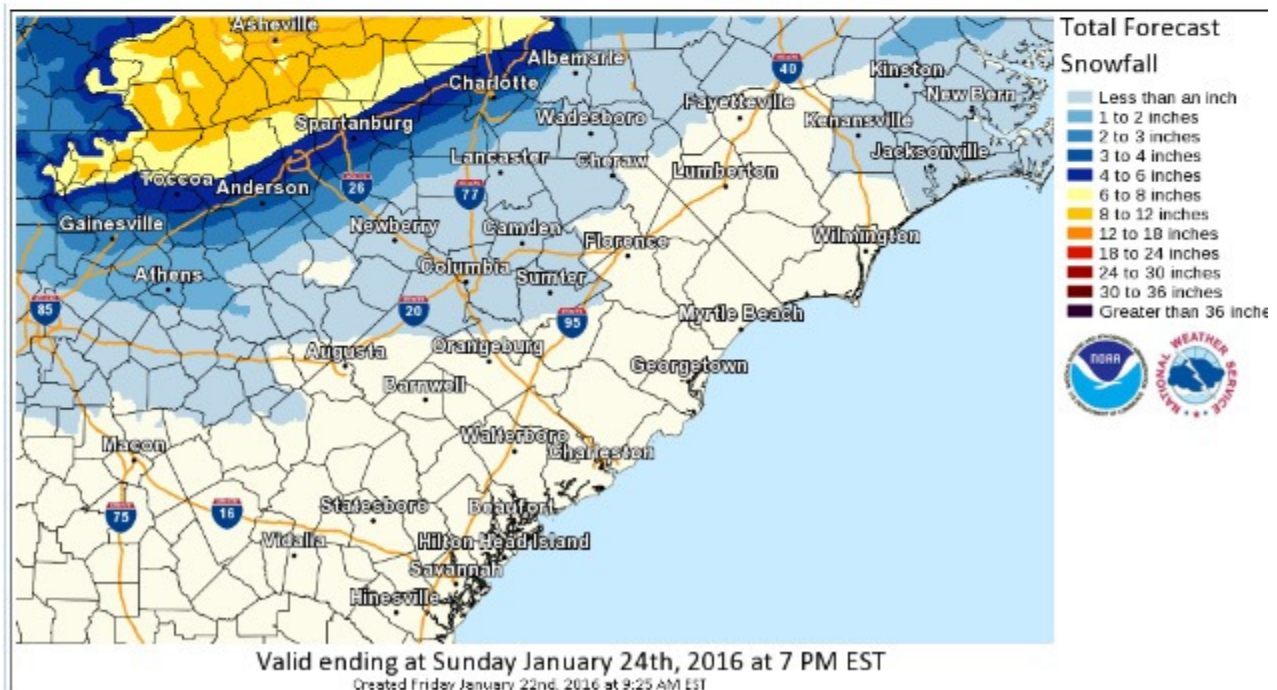 Asheville
Albemarle
Charlotte
40
Kinston
New Bern
Fayetteville
Wadesboro
Kenansville
Spartanburg
Lancaster
Cheraw
Jacksonville
Toccoa
Anderson
26
77
Lumberton
Gainesville
Newberry
Camden
Florence
Wilmington
Athens
Columbia
Sumter
85
20
95
Myrtle Beach
Augusta
Orangeburg
Georgetown
Barnwell
Macon
Walterboro
Charleston
75
16
Statesboro
Beaufort
Vidalia
Hilton Head Island
Savannah
Hinesville
Total Forecast
Snowfall
Less than an inch
1 to 2 inches
2 to 3 inches
3 to 4 inches
4 to 6 inches
6 to 8 inches
8 to 12 inches
12 to 18 inches
18 to 24 inches
24 to 30 inches
30 to 36 inches
Greater than 36 inche
NOAA
NATIONAL WEATHER SERVICE
Valid ending at Sunday January 24th, 2016 at 7 PM EST
Created Friday January 22nd, 2016 at 9:25 AM EST